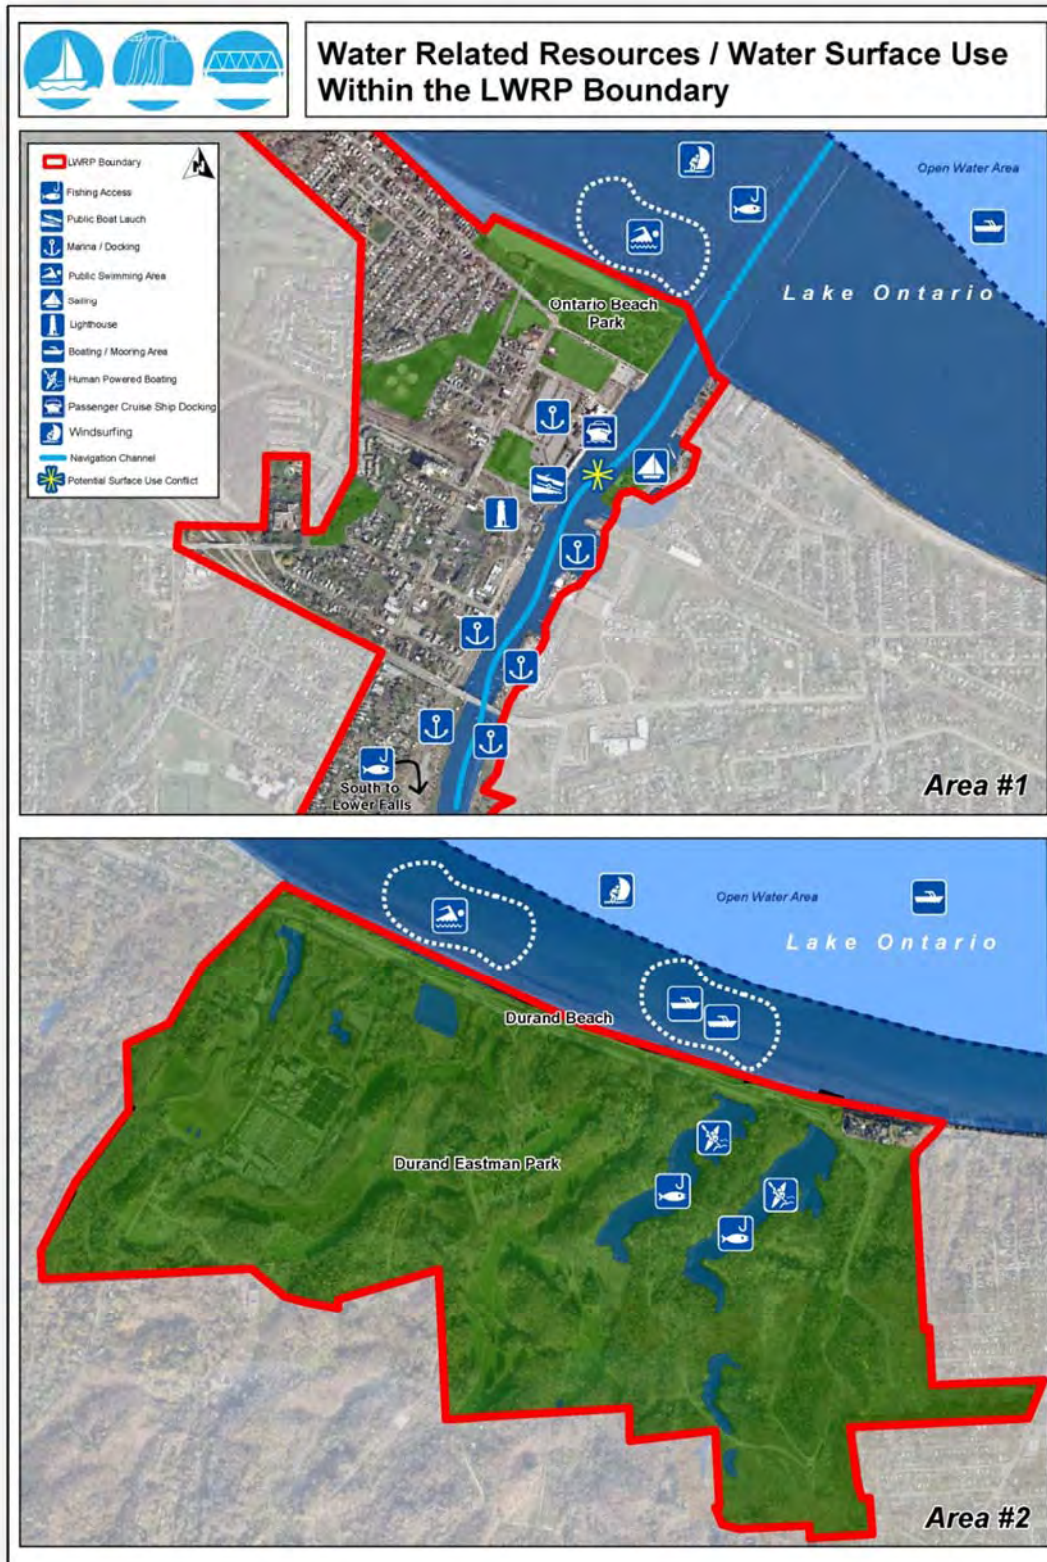 Water Related Resources / Water Surface Use
Within the LWRP Boundary
LWRP Boundary
Fishing Access
Public Boat Lauch
Marina / Docking
Public Swimming Area
Sailing
Lighthouse
Boating / Mooring Area
Human Powered Boating
Passenger Cruise Ship Docking
Windsurfing
Navigation Channel
Potential Surface Use Conflict
N
Open Water Area
Lake Ontario
Ontario Beach
Park
South to
Lower Falls
Area #1
Open Water Area
Lake Ontario
Durand Beach
Durand Eastman Park
Area #2